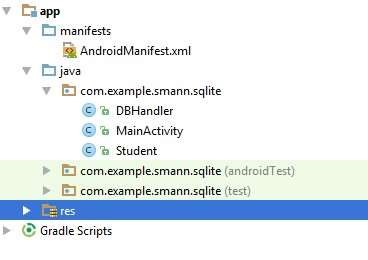 app
manifests
AndroidManifest.xml
java
com.example.smann.sqlite
DBHandler
MainActivity
Student
com.example.smann.sqlite (androidTest)
com.example.smann.sqlite (test)
res
Gradle Scripts